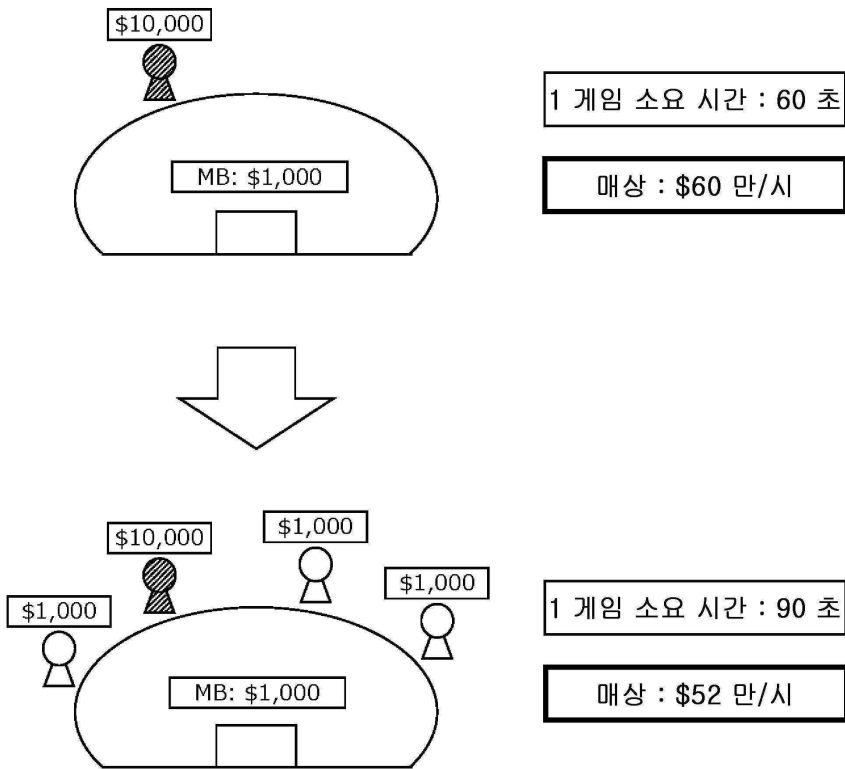 $10,000
1 게임 소요 시간 : 60 초
MB: $1,000
매상 : $60 만/시
$1,000
$10,000
$1,000
$1,000
1 게임 소요 시간 : 90 초
MB: $1,000
매상 : $52 만/시